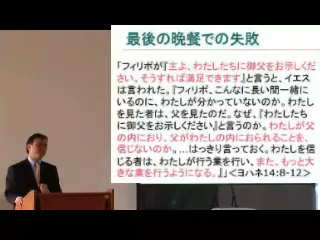 最後の晩餐での失敗
「フィリポが『主よ、わたしたちに御父をお示しくださ
い。そうすれば満足できます』と言うと、イエス
は言われた。『フィリポ、こんなに長い間一緒に
いるのに、わたしが分かっていないのか。わたし
を見た者は、父を見たのだ。なぜ、『わたしたち
に御父をお示しください』と言うのか。わたしが父
の内におり、父がわたしの内におられることを、
信じないのか。…はっきり言っておく。わたしを信
じる者は、わたしが行う業を行い、また、もっと大
きな業を行うようになる。』」<ヨハネ14:8-12>